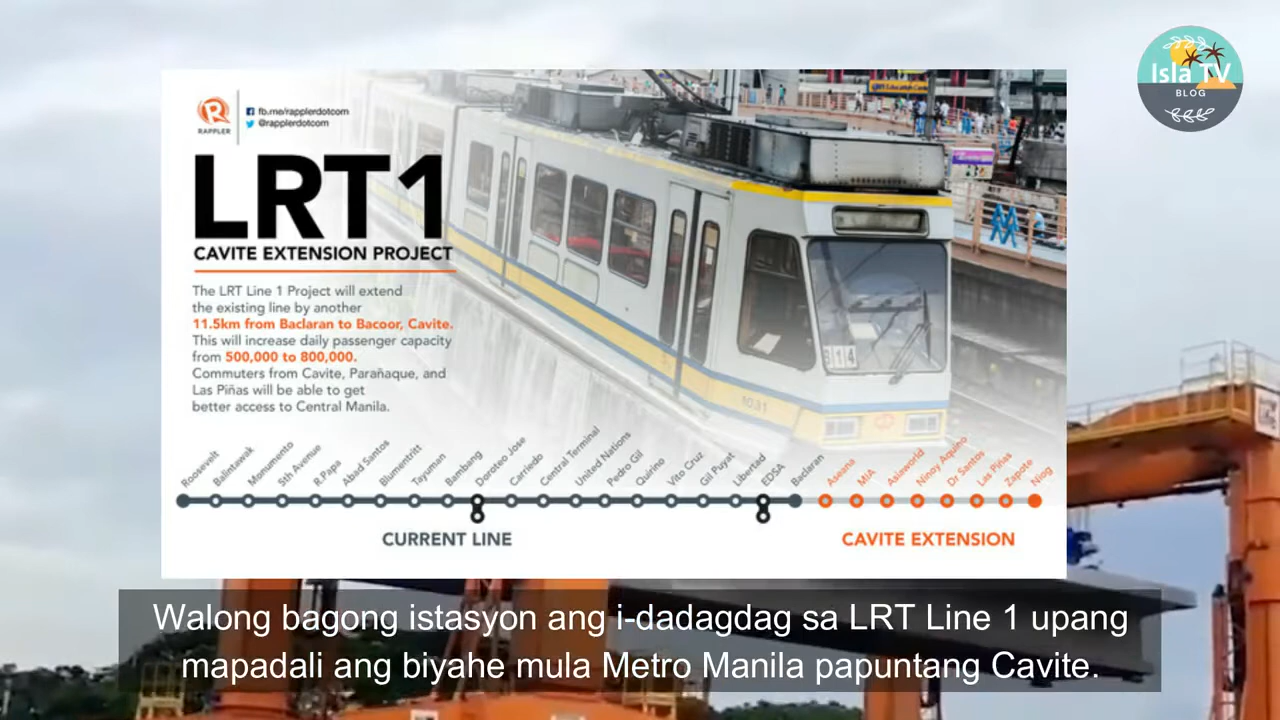 Isla TV
BLOG
RAPPLER
fb.me/rapplerdotcom
@rapplerdotcom
LRT1
CAVITE EXTENSION PROJECT
The LRT Line 1 Project will extend
the existing line by another
11.5km from Baclaran to Bacoor, Cavite.
This will increase daily passenger capacity
from 500,000 to 800,000.
Commuters from Cavite, Parañaque, and
Las Piñas will be able to get
better access to Central Manila.
814
1031
Roosevelt
Balintawak
Monumento
5th Avenue
R.Papa
Abad Santos
Blumentritt
Tayuman
Bambang
Doroteo Jose
Carriedo
Central Terminal
United Nations
Pedro Gil
Quirino
Vito Cruz
Gil Puyat
Libertad
EDSA
Baclaran
Aseana
MIA
Asiaworld
Ninoy Aquino
Dr Santos
Las Piñas
Zapote
Niog
CURRENT LINE
CAVITE EXTENSION
Walong bagong istasyon ang i-dadagdag sa LRT Line 1 upang
mapadali ang biyahe mula Metro Manila papuntang Cavite.